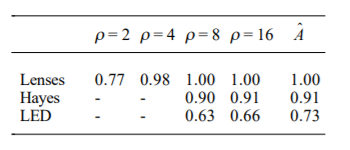 ρ = 2 ρ = 4 ρ = 8 ρ = 16 Â
Lenses 0.77 0.98 1.00 1.00 1.00
Hayes - - 0.90 0.91 0.91
LED - - 0.63 0.66 0.73